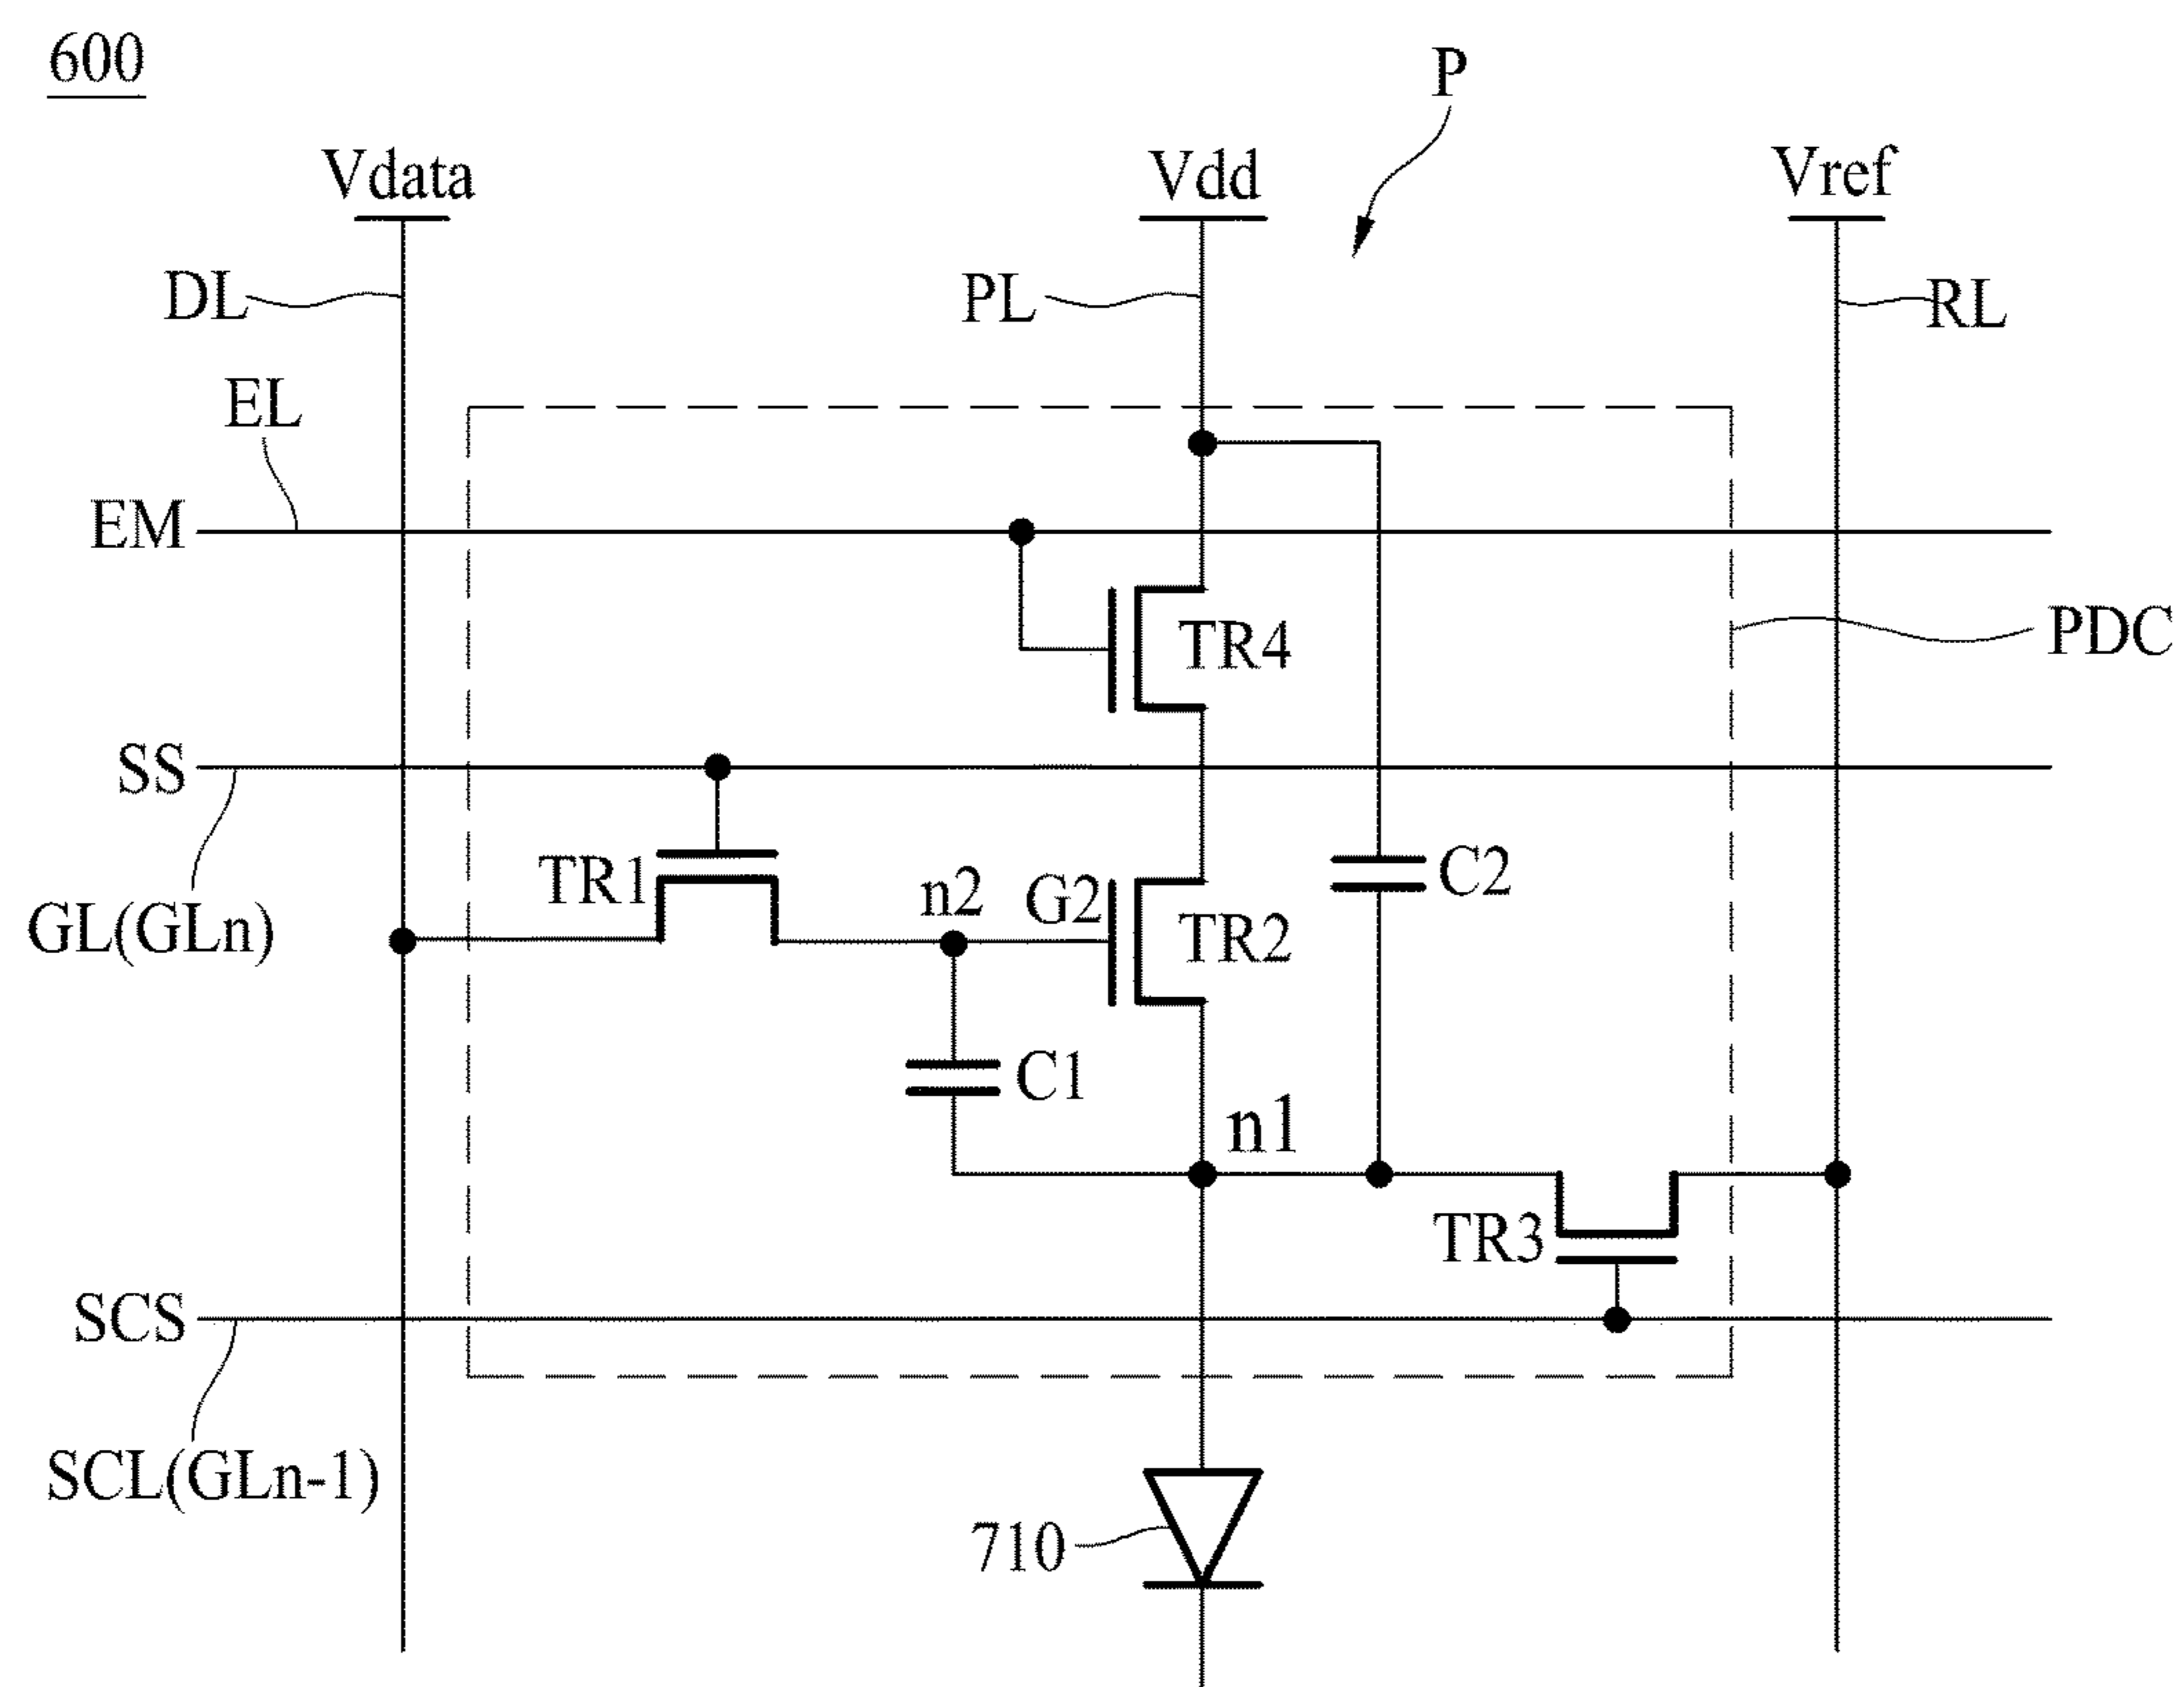 600
P
Vdata
Vdd
Vref
DL
PL
RL
EL
EM
TR4
PDC
SS
TR1
n2
G2
TR2
C2
GL(GLn)
C1
n1
TR3
SCS
SCL(GLn-1)
710